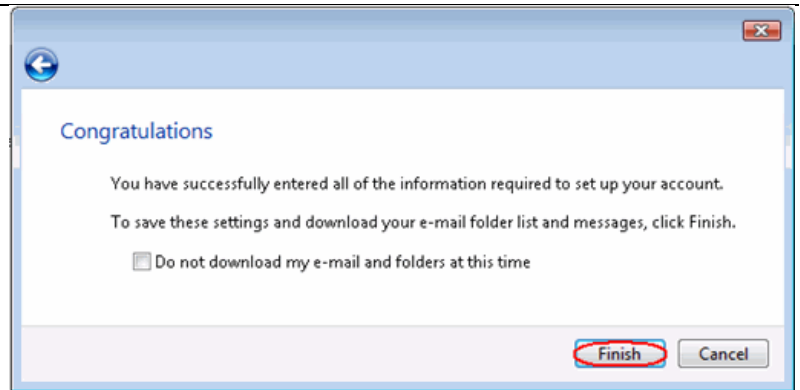 Congratulations
You have successfully entered all of the information required to set up your account.
To save these settings and download your e-mail folder list and messages, click Finish.
Do not download my e-mail and folders at this time
Finish Cancel